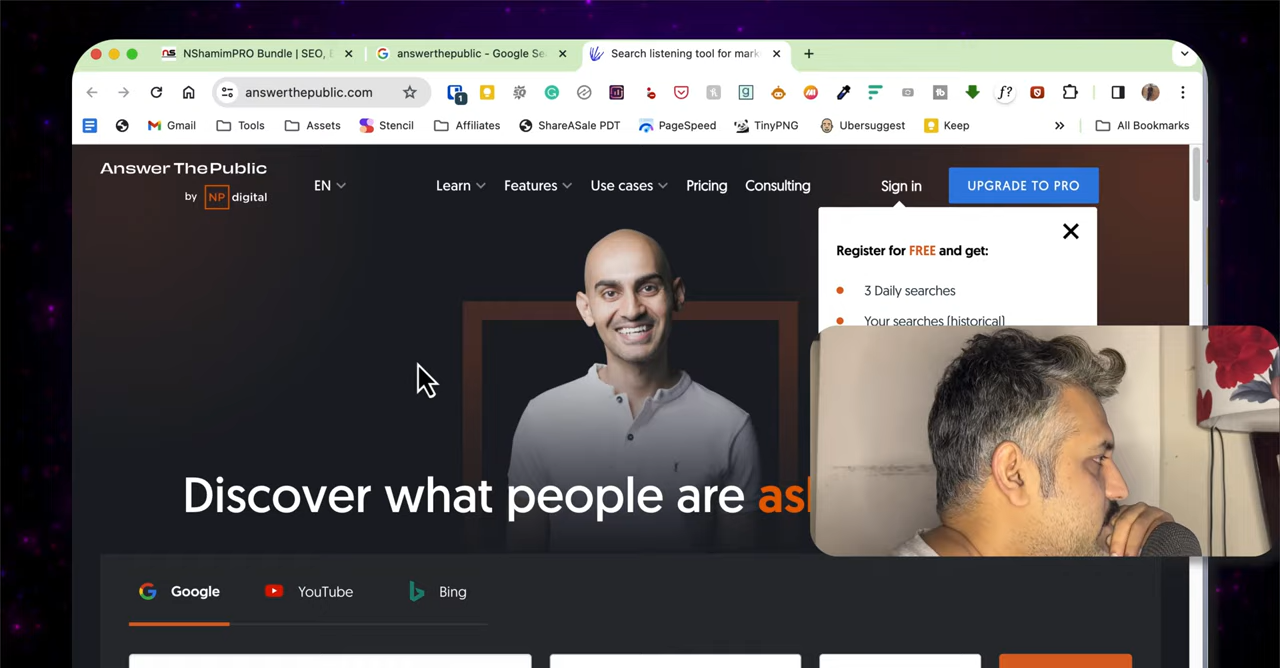 ns NShamimPRO Bundle | SEO, answerthepublic - Google Se Search listening tool for mark
answerthepublic.com
1
f?
Gmail Tools Assets Stencil Affiliates ShareASale PDT PageSpeed TinyPNG Ubersuggest Keep All Bookmarks
Answer The Public
by NP digital
EN Learn Features Use cases Pricing Consulting Sign in UPGRADE TO PRO
Register for FREE and get:
3 Daily searches
Your searches (historical)
Discover what people are as
Google YouTube Bing